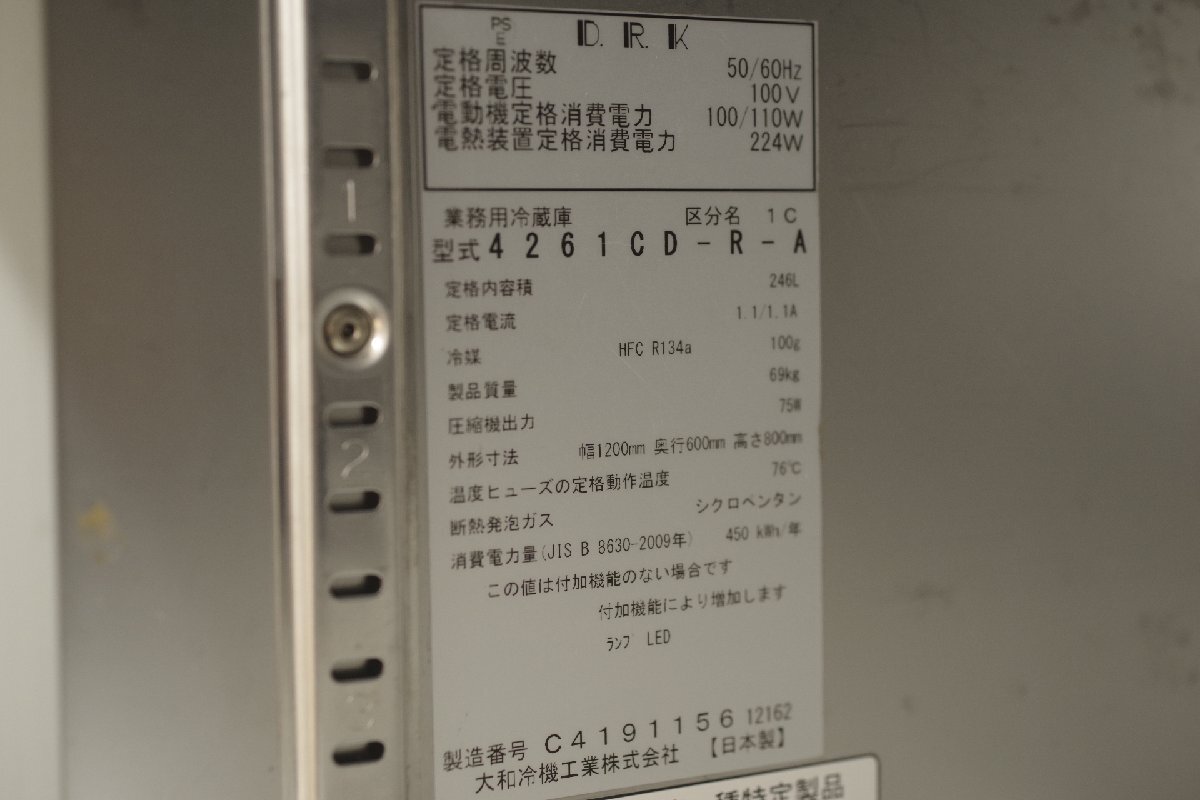 PS
E
D.R.K
定格周波数 50/60Hz
定格電圧 100V
電動機定格消費電力 100/110W
電熱装置定格消費電力 224W
業務用冷蔵庫 区分名 1C
型式 4261CD-R-A
定格内容積 246L
定格電流 1.1/1.1A
冷媒 HFC R134a 100g
製品質量 69kg
圧縮機出力 75W
外形寸法 幅1200mm 奥行600mm 高さ800mm
温度ヒューズの定格動作温度 76℃
断熱発泡ガス シクロペンタン
消費電力量(JIS B 8630-2009年) 450 kWh/年
この値は付加機能のない場合です
付加機能により増加します
ランプ LED
製造番号 C4191156 12162
大和冷機工業株式会社 【日本製】
種特定製品
1
2
3